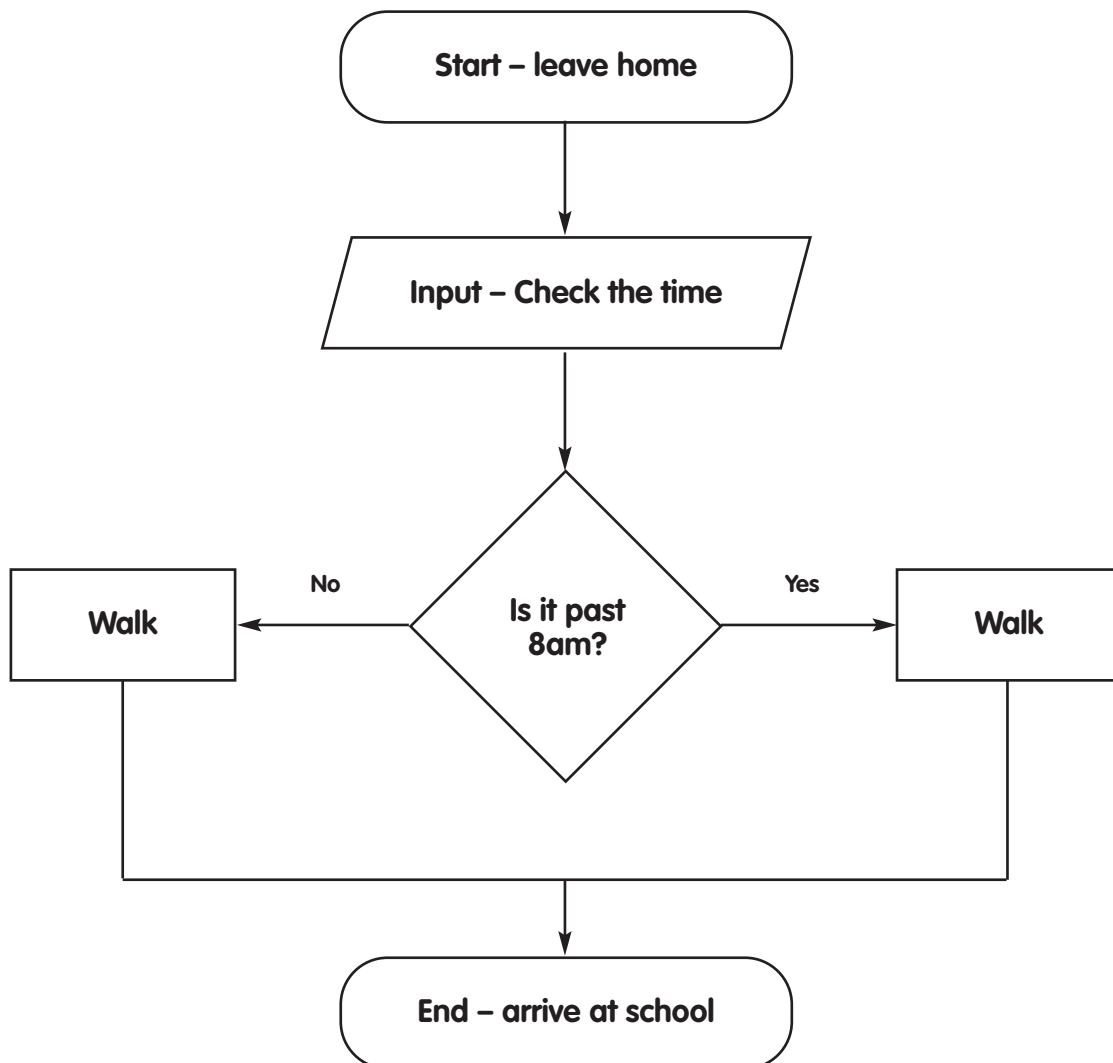 Start – leave home
Input – Check the time
No
Yes
Walk
Is it past
8am?
Walk
End – arrive at school